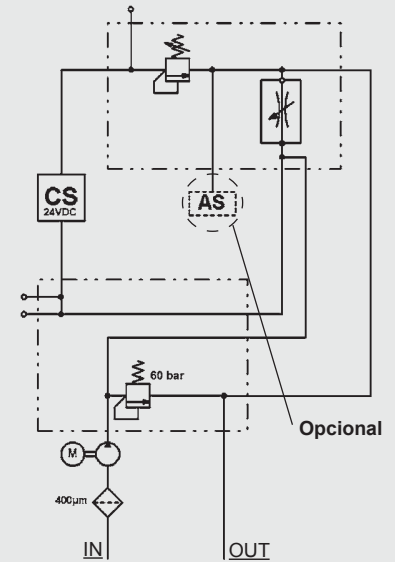 CS
24VDC
AS
60 bar
Opcional
M
400µm
IN
OUT